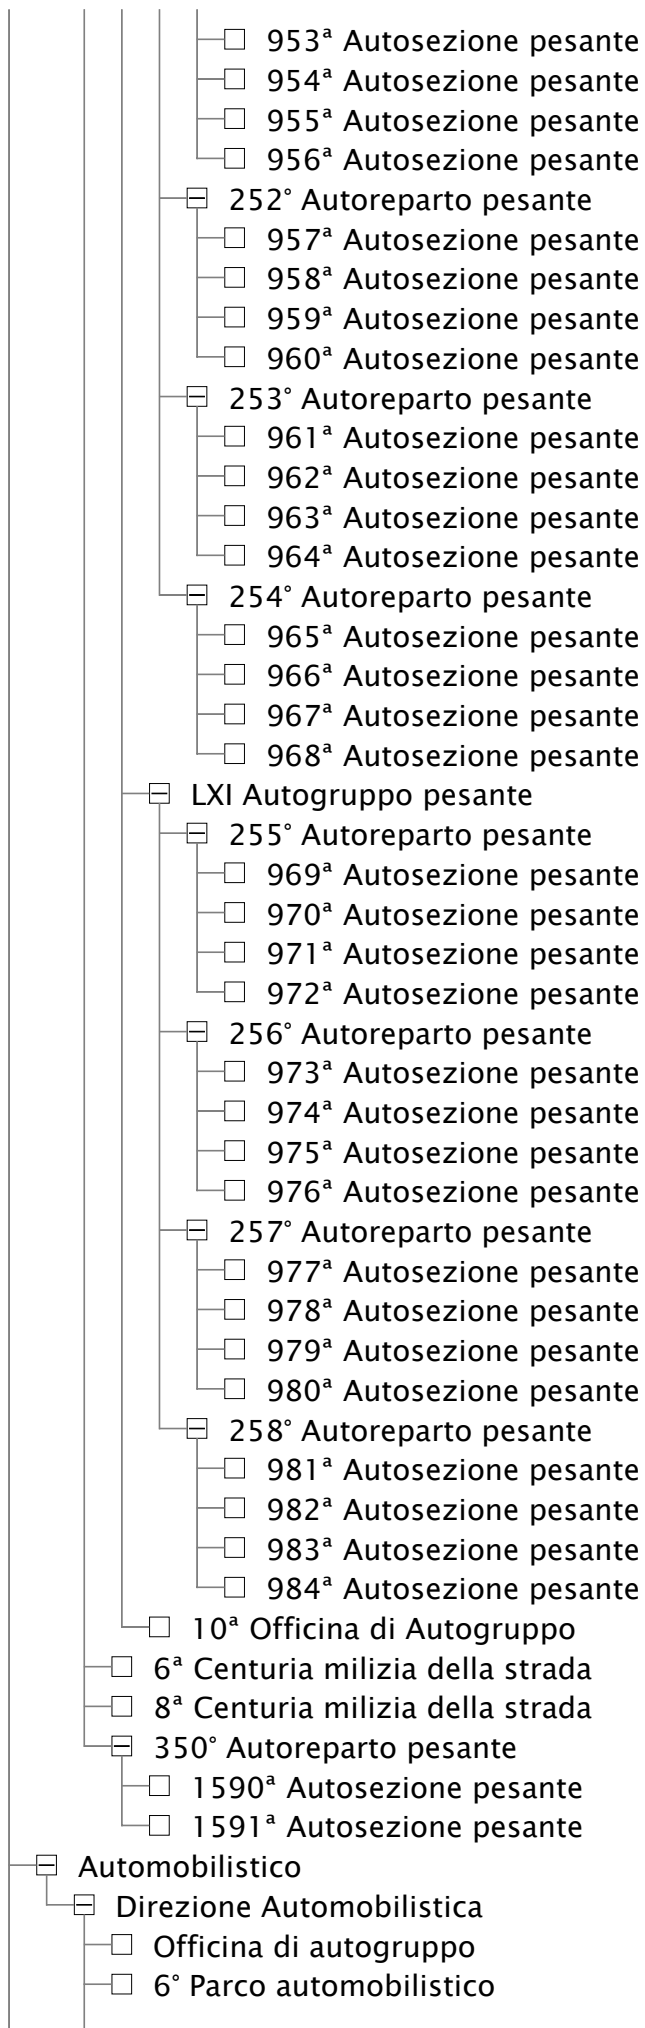 953ª Autosezione pesante
954ª Autosezione pesante
955ª Autosezione pesante
956ª Autosezione pesante
252° Autoreparto pesante
957ª Autosezione pesante
958ª Autosezione pesante
959ª Autosezione pesante
960ª Autosezione pesante
253° Autoreparto pesante
961ª Autosezione pesante
962ª Autosezione pesante
963ª Autosezione pesante
964ª Autosezione pesante
254° Autoreparto pesante
965ª Autosezione pesante
966ª Autosezione pesante
967ª Autosezione pesante
968ª Autosezione pesante
LXI Autogruppo pesante
255° Autoreparto pesante
969ª Autosezione pesante
970ª Autosezione pesante
971ª Autosezione pesante
972ª Autosezione pesante
256° Autoreparto pesante
973ª Autosezione pesante
974ª Autosezione pesante
975ª Autosezione pesante
976ª Autosezione pesante
257° Autoreparto pesante
977ª Autosezione pesante
978ª Autosezione pesante
979ª Autosezione pesante
980ª Autosezione pesante
258° Autoreparto pesante
981ª Autosezione pesante
982ª Autosezione pesante
983ª Autosezione pesante
984ª Autosezione pesante
10ª Officina di Autogruppo
6ª Centuria milizia della strada
8ª Centuria milizia della strada
350° Autoreparto pesante
1590ª Autosezione pesante
1591ª Autosezione pesante
Automobilistico
Direzione Automobilistica
Officina di autogruppo
6° Parco automobilistico